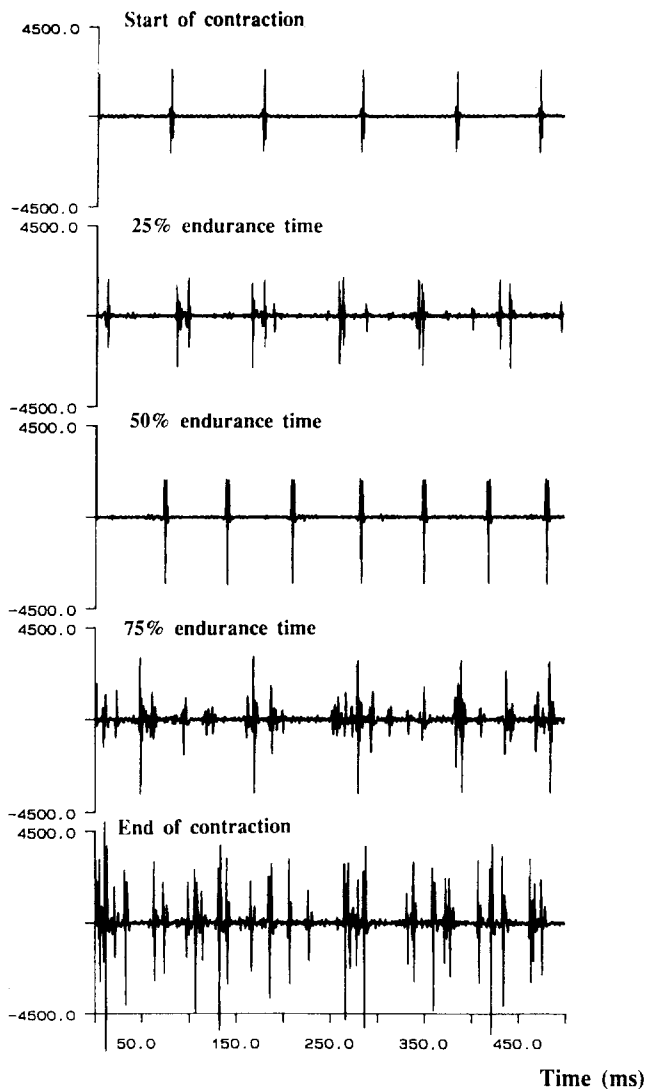 Start of contraction
4500.0
-4500.0
4500.0
25% endurance time
-4500.0
4500.0
50% endurance time
-4500.0
4500.0
75% endurance time
-4500.0
4500.0
End of contraction
-4500.0
50.0 150.0 250.0 350.0 450.0
Time (ms)